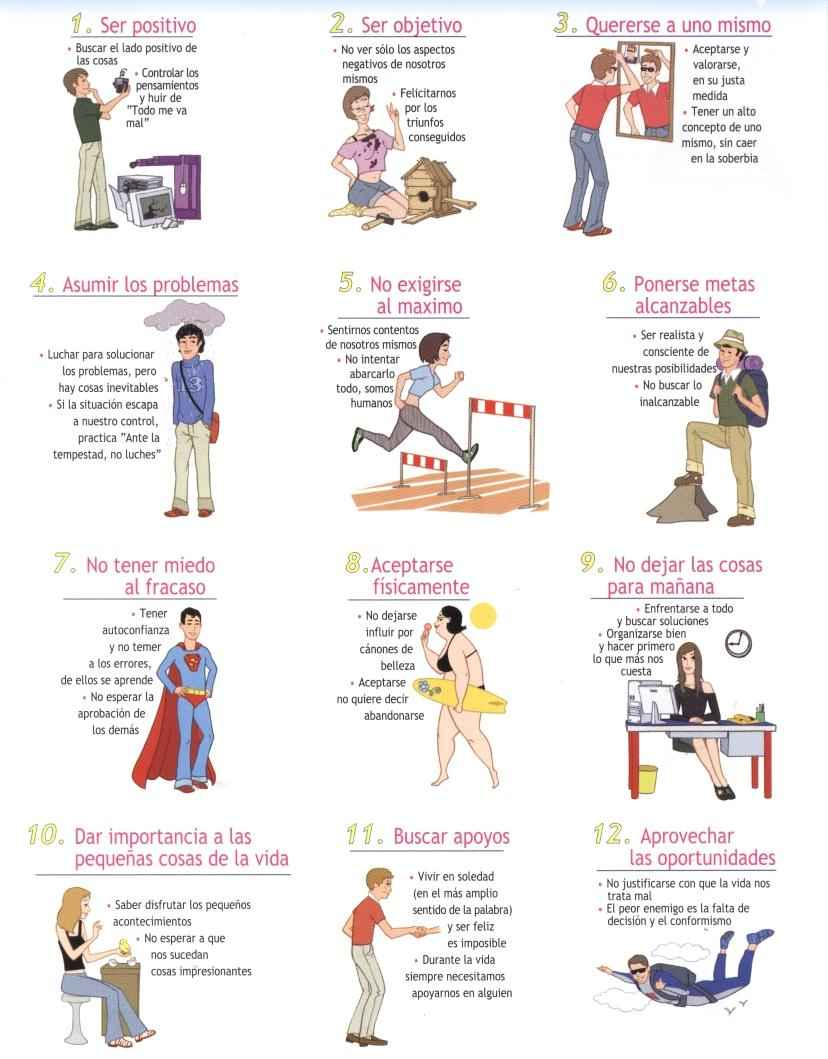 1. Ser positivo
• Buscar el lado positivo de
las cosas
• Controlar los
pensamientos
y huir de
"Todo me va
mal"
2. Ser objetivo
• No ver sólo los aspectos
negativos de nosotros
mismos
• Felicitarnos
por los
triunfos
conseguidos
3. Quererse a uno mismo
• Aceptarse y
valorarse,
en su justa
medida
• Tener un alto
concepto de uno
mismo, sin caer
en la soberbia
4. Asumir los problemas
• Luchar para solucionar
los problemas, pero
hay cosas inevitables
• Si la situación escapa
a nuestro control,
practica "Ante la
tempestad, no luches"
13
5. No exigirse
al maximo
• Sentirnos contentos
de nosotros mismos
• No intentar
abarcarlo
todo, somos
humanos
6. Ponerse metas
alcanzables
• Ser realista y
consciente de
nuestras posibilidades
• No buscar lo
inalcanzable
7. No tener miedo
al fracaso
• Tener
autoconfianza
y no temer
a los errores,
de ellos se aprende
• No esperar la
aprobación de
los demás
S
8. Aceptarse
físicamente
• No dejarse
influir por
cánones de
belleza
• Aceptarse
no quiere decir
abandonarse
9. No dejar las cosas
para mañana
• Enfrentarse a todo
y buscar soluciones
• Organizarse bien
y hacer primero
lo que más nos
cuesta
10. Dar importancia a las
pequeñas cosas de la vida
• Saber disfrutar los pequeños
acontecimientos
• No esperar a que
nos sucedan
cosas impresionantes
11. Buscar apoyos
• Vivir en soledad
(en el más amplio
sentido de la palabra)
y ser feliz
es imposible
• Durante la vida
siempre necesitamos
apoyarnos en alguien
12. Aprovechar
las oportunidades
• No justificarse con que la vida nos
trata mal
• El peor enemigo es la falta de
decisión y el conformismo